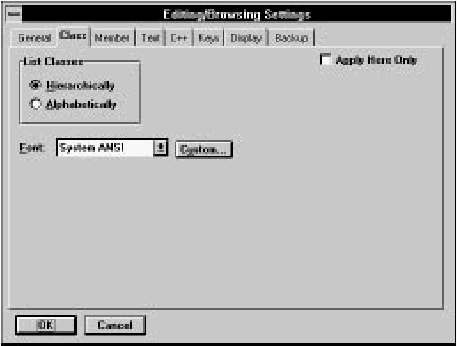 Editing/Browsing Settings
General Class Member Text C++ Keys Display Backup
List Classes
Apply Here Only
Hierarchically
Alphabetically
Font: System ANSI Custom...
OK Cancel